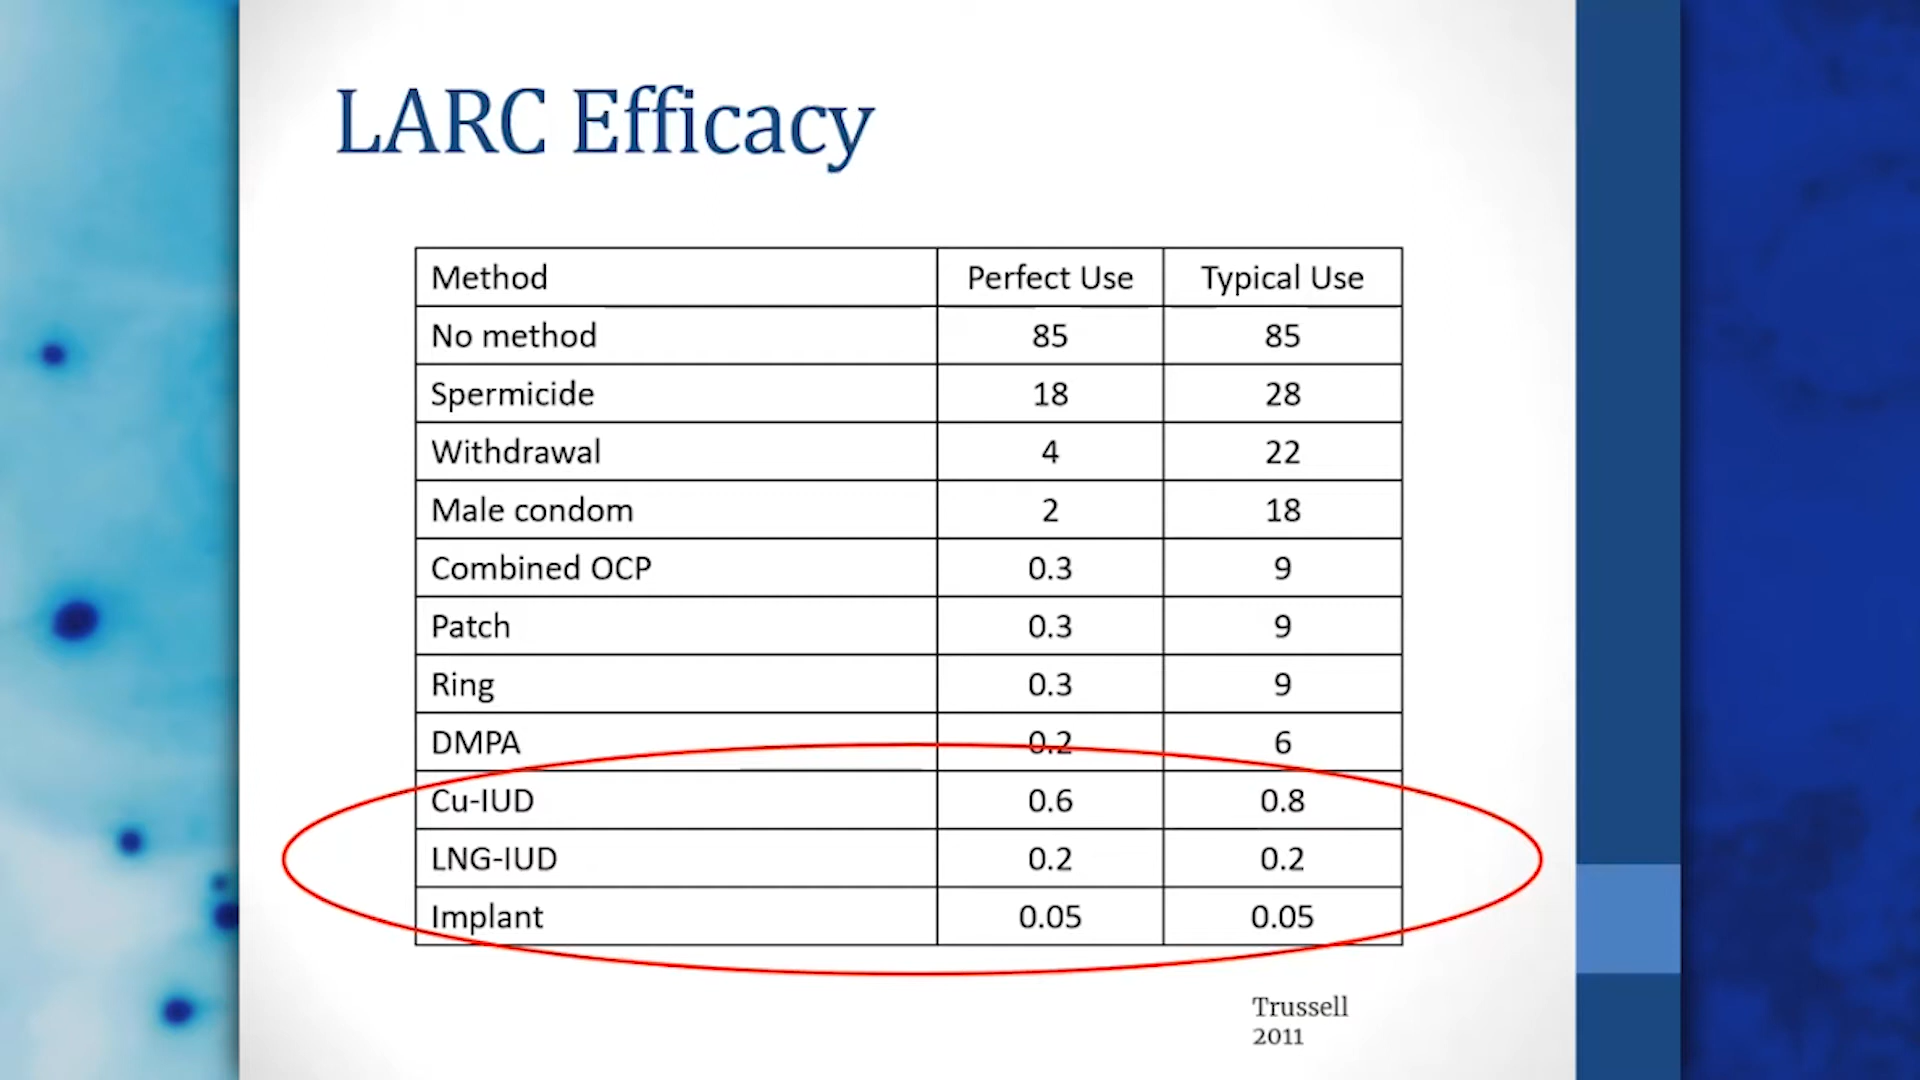 LARC Efficacy
Method Perfect Use Typical Use
No method 85 85
Spermicide 18 28
Withdrawal 4 22
Male condom 2 18
Combined OCP 0.3 9
Patch 0.3 9
Ring 0.3 9
DMPA 0.2 6
Cu-IUD 0.6 0.8
LNG-IUD 0.2 0.2
Implant 0.05 0.05
Trussell
2011